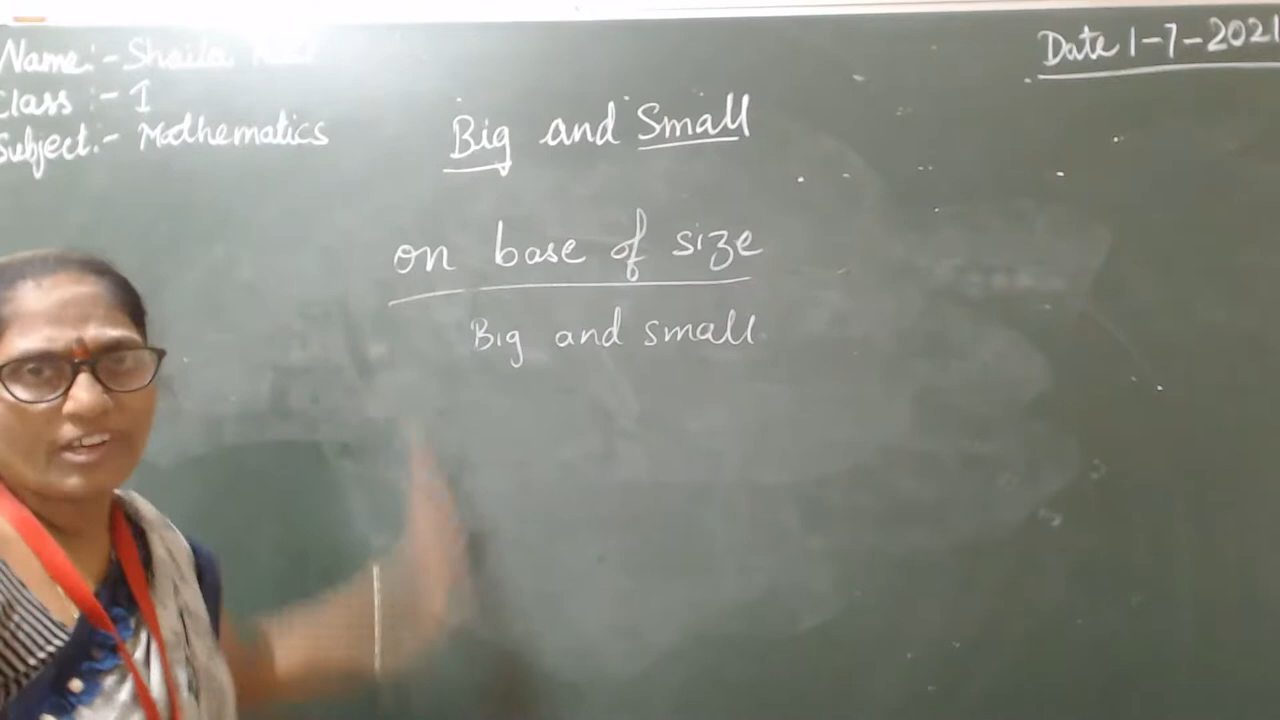 Name:- Shaila
Class :- I
Subject:- Mathematics
Date 1-7-2021
Big and Small
on base of size
Big and small